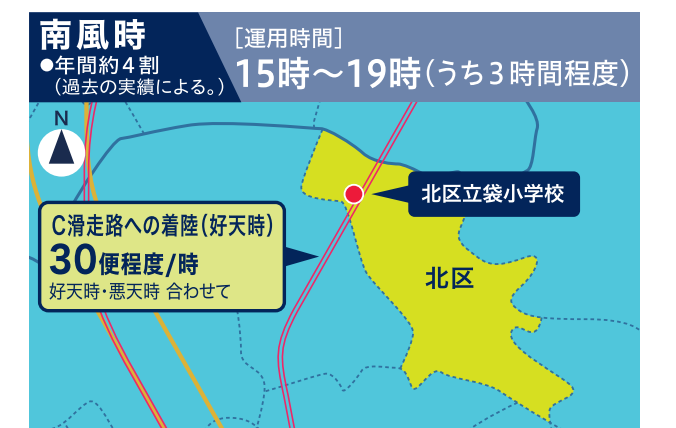 南風時
●年間約4割
(過去の実績による。)
[運用時間]
15時～19時(うち3時間程度)
N
北区立袋小学校
C滑走路への着陸(好天時)
30便程度/時
好天時・悪天時 合わせて
北区